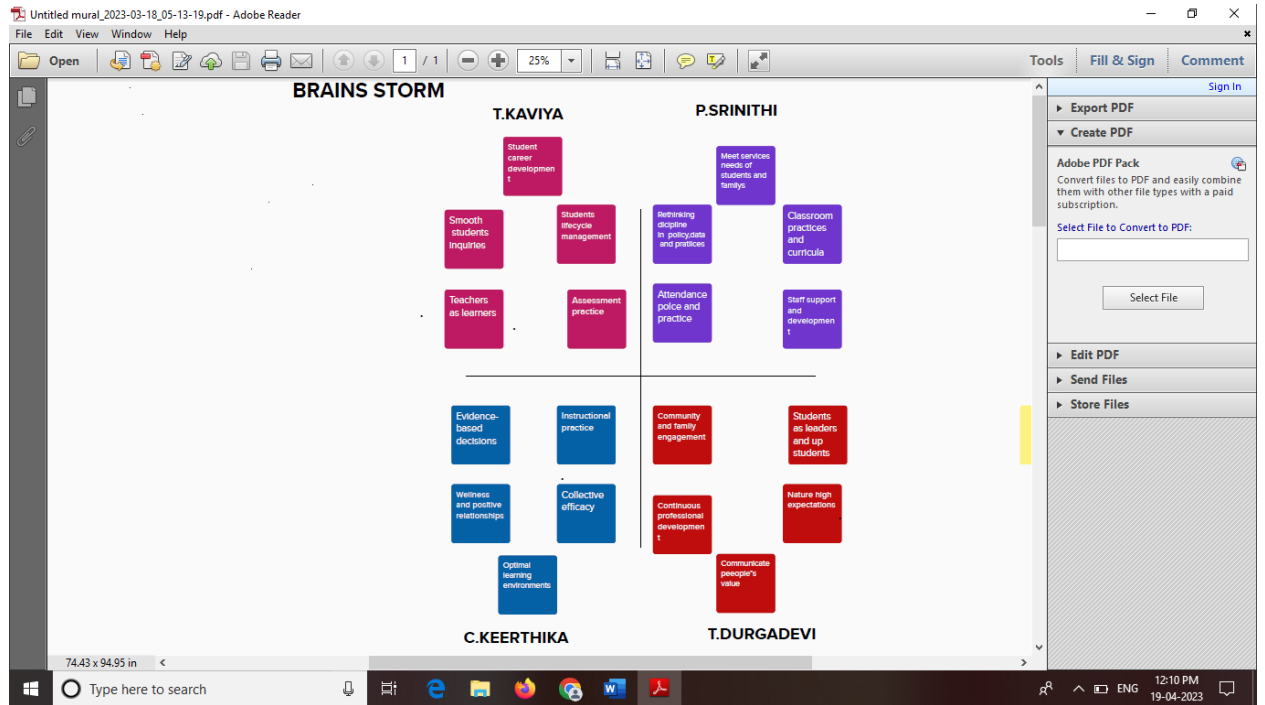 Untitled mural_2023-03-18_05-13-19.pdf - Adobe Reader
File Edit View Window Help
Open 1 / 1 25% Tools Fill & Sign Comment
Sign In
BRAINS STORM
T.KAVIYA
P.SRINITHI
Student
career
developmen
t
Smooth
students
inquiries
Students
lifecycle
management
Teachers
as learners
Assessment
practice
Meet services
needs of
students and
familys
Rethinking
dicipline
in policy,data
and pratices
Classroom
practices
and
curricula
Attendance
polce and
practice
Staff support
and
developmen
t
Evidence-
based
decisions
Instructional
practice
Wellness
and positive
relationships
Collective
efficacy
Optimal
learning
environments
C.KEERTHIKA
Community
and family
engagement
Students
as leaders
and up
students
Continuous
professional
developmen
t
Nature high
expectations
Communicate
peeople"s
value
T.DURGADEVI
Export PDF
Create PDF
Adobe PDF Pack
Convert files to PDF and easily combine
them with other file types with a paid
subscription.
Select File to Convert to PDF:
Select File
Edit PDF
Send Files
Store Files
74.43 x 94.95 in
Type here to search
ENG
12:10 PM
19-04-2023